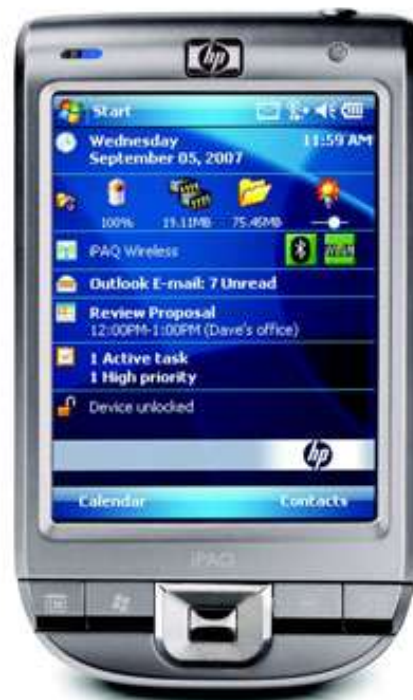 hp
Start
Wednesday 11:59 AM
September 05, 2007
100% 19.11MB 75.46MB
iPAQ Wireless
WLAN
Outlook E-mail: 7 Unread
Review Proposal
12:00PM-1:00PM (Dave's office)
1 Active task
1 High priority
Device unlocked
hp
Calendar Contacts
iPAQ